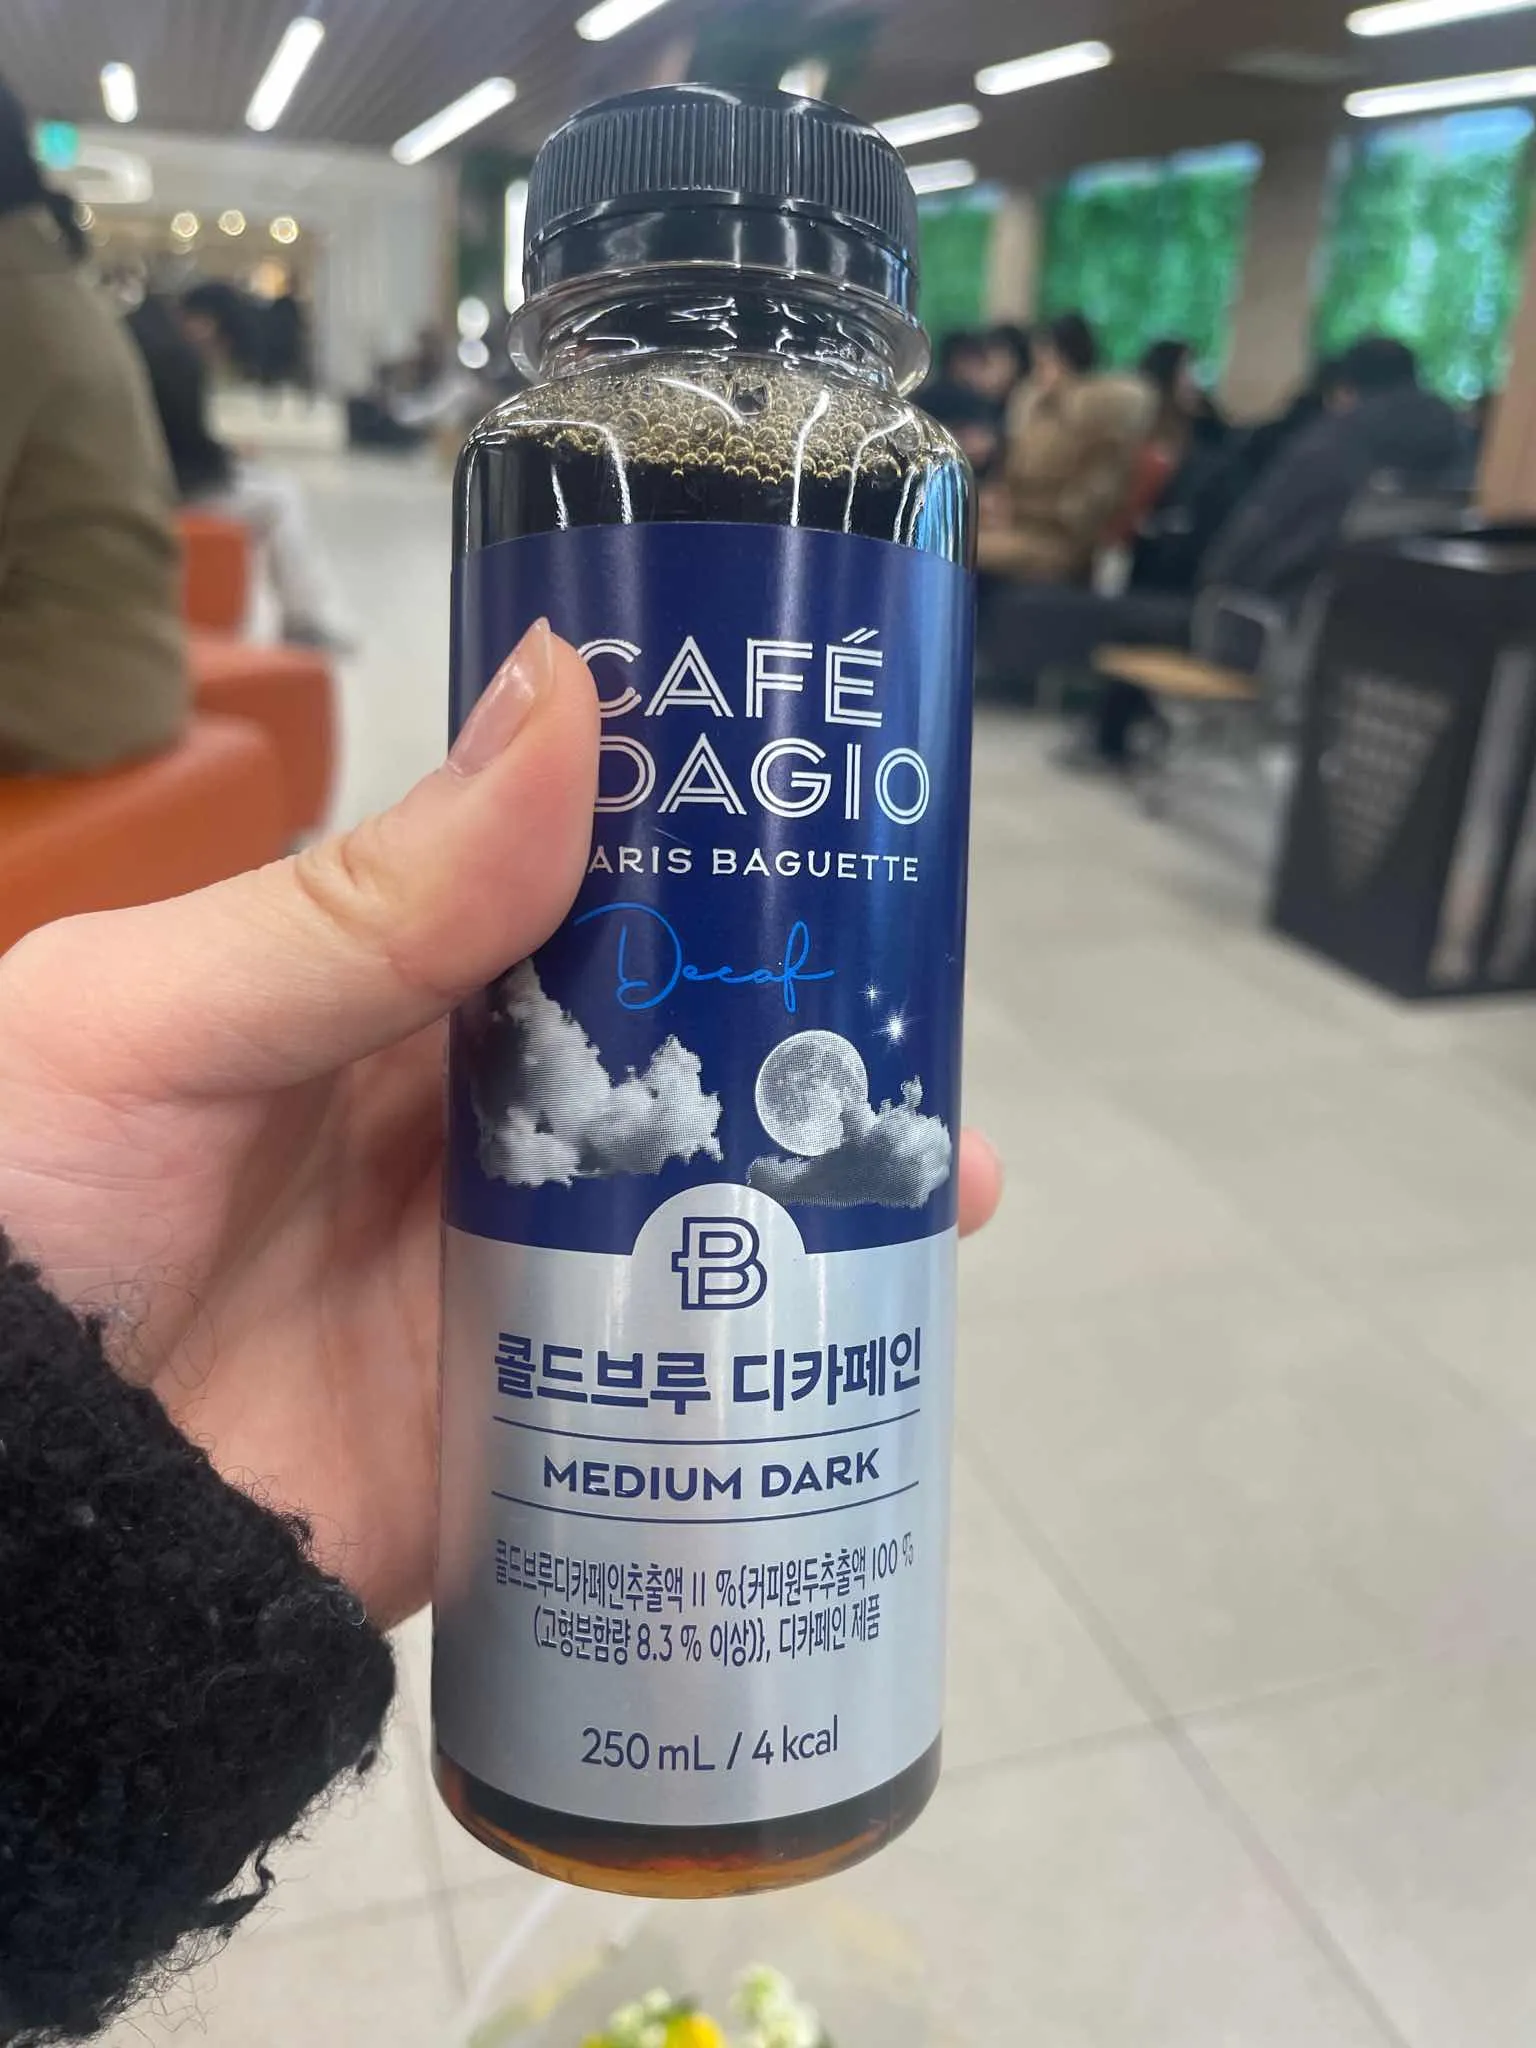 CAFÉ
DAGIO
ARIS BAGUETTE
Decaf
B
콜드브루 디카페인
MEDIUM DARK
콜드브루디카페인추출액 11 %{커피원두추출액 100 %
(고형분함량 8.3 % 이상)}, 디카페인 제품
250 mL / 4 kcal